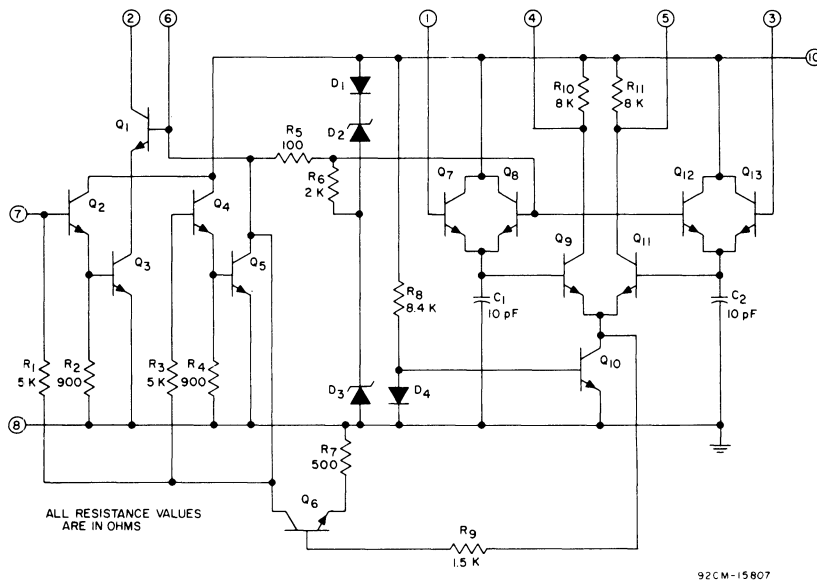 2
6
1
4
5
3
10
D1
R10
8 K
R11
8 K
Q1
D2
R5
100
R6
2 K
Q7
Q8
Q12
Q13
7
Q2
Q4
Q3
Q5
Q9
Q11
R8
8.4 K
C1
10 pF
C2
10 pF
R1
5 K
R2
900
R3
5 K
R4
900
Q10
D3
D4
8
R7
500
Q6
ALL RESISTANCE VALUES
ARE IN OHMS
R9
1.5 K
92CM-15807